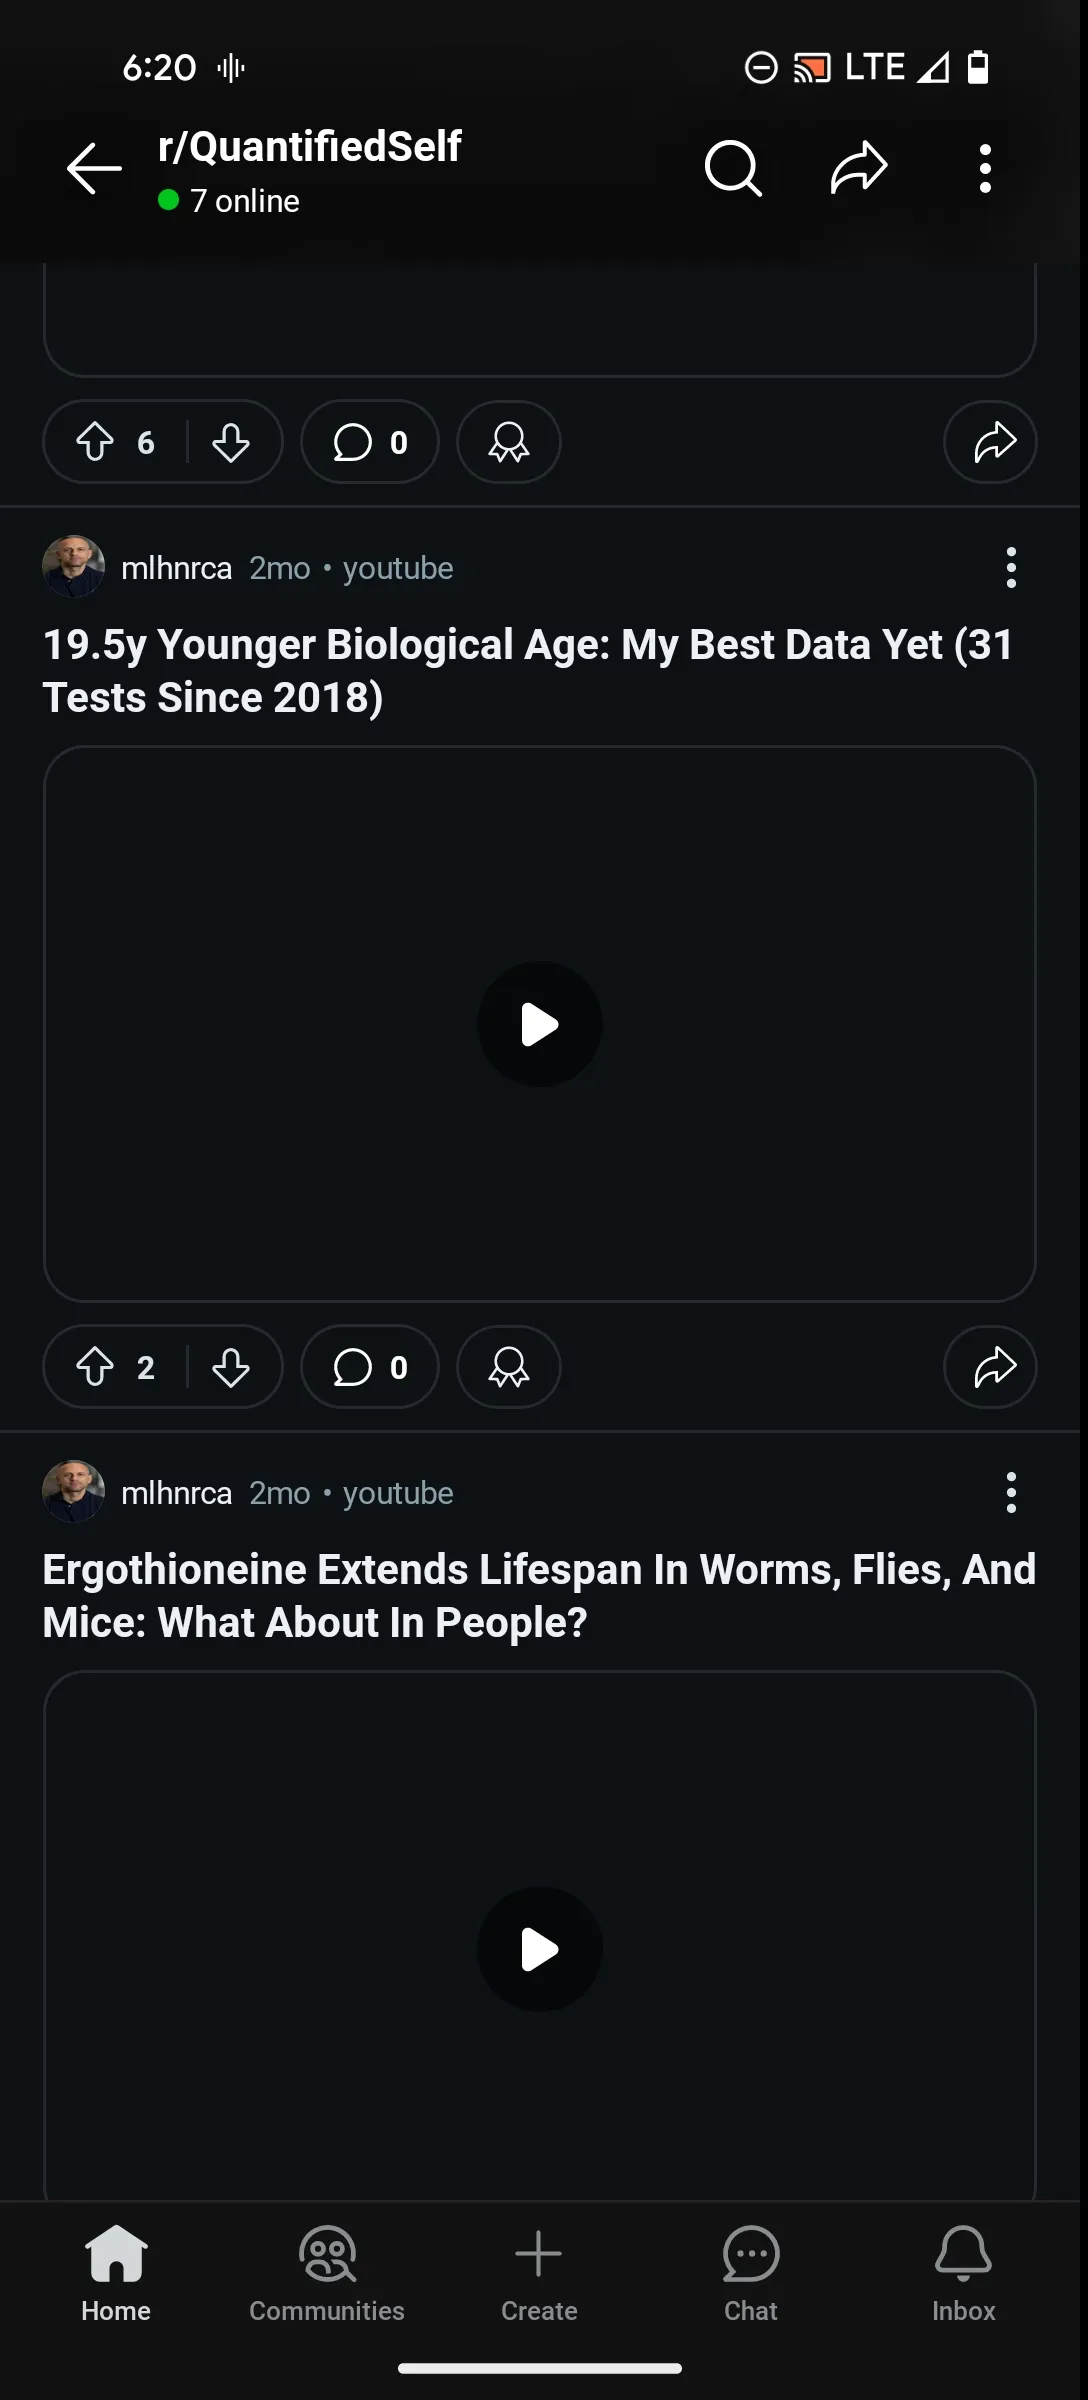 6:20
LTE
r/QuantifiedSelf
7 online
6
0
mlhnrca 2mo • youtube
19.5y Younger Biological Age: My Best Data Yet (31
Tests Since 2018)
2
0
mlhnrca 2mo • youtube
Ergothioneine Extends Lifespan In Worms, Flies, And
Mice: What About In People?
Home
Communities
Create
Chat
Inbox